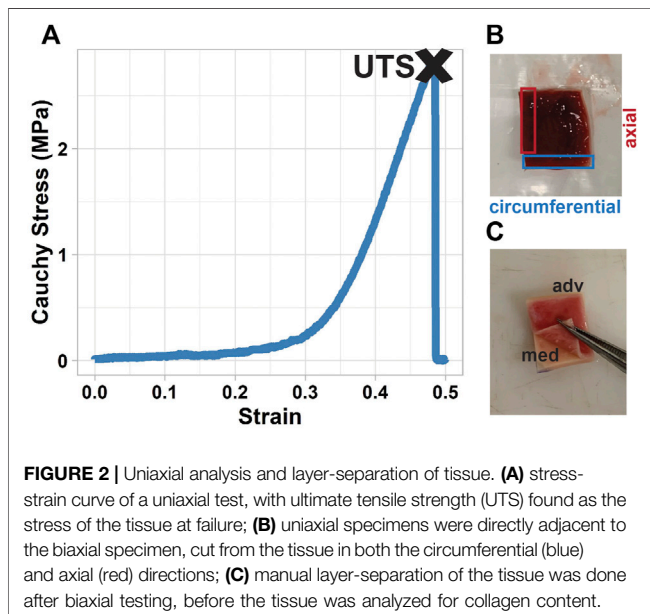 A
UTS
Cauchy Stress (MPa)
2
1
0
0.0 0.1 0.2 0.3 0.4 0.5
Strain
B
axial
circumferential
C
adv
med
FIGURE 2 | Uniaxial analysis and layer-separation of tissue. (A) stress-
strain curve of a uniaxial test, with ultimate tensile strength (UTS) found as the
stress of the tissue at failure; (B) uniaxial specimens were directly adjacent to
the biaxial specimen, cut from the tissue in both the circumferential (blue)
and axial (red) directions; (C) manual layer-separation of the tissue was done
after biaxial testing, before the tissue was analyzed for collagen content.